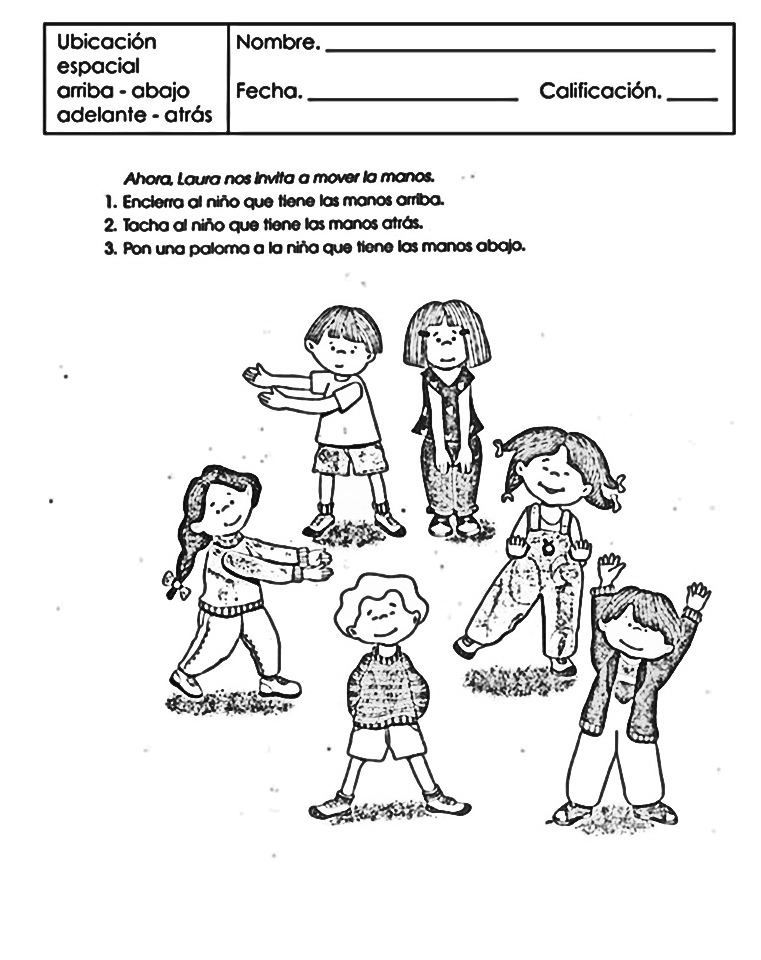 Ubicación
espacial
arriba - abajo
adelante - atrás
Nombre.
Fecha. Calificación.
Ahora, Laura nos invita a mover la manos.
1. Encierra al niño que tiene las manos arriba.
2. Tacha al niño que tiene las manos atrás.
3. Pon una paloma a la niña que tiene las manos abajo.